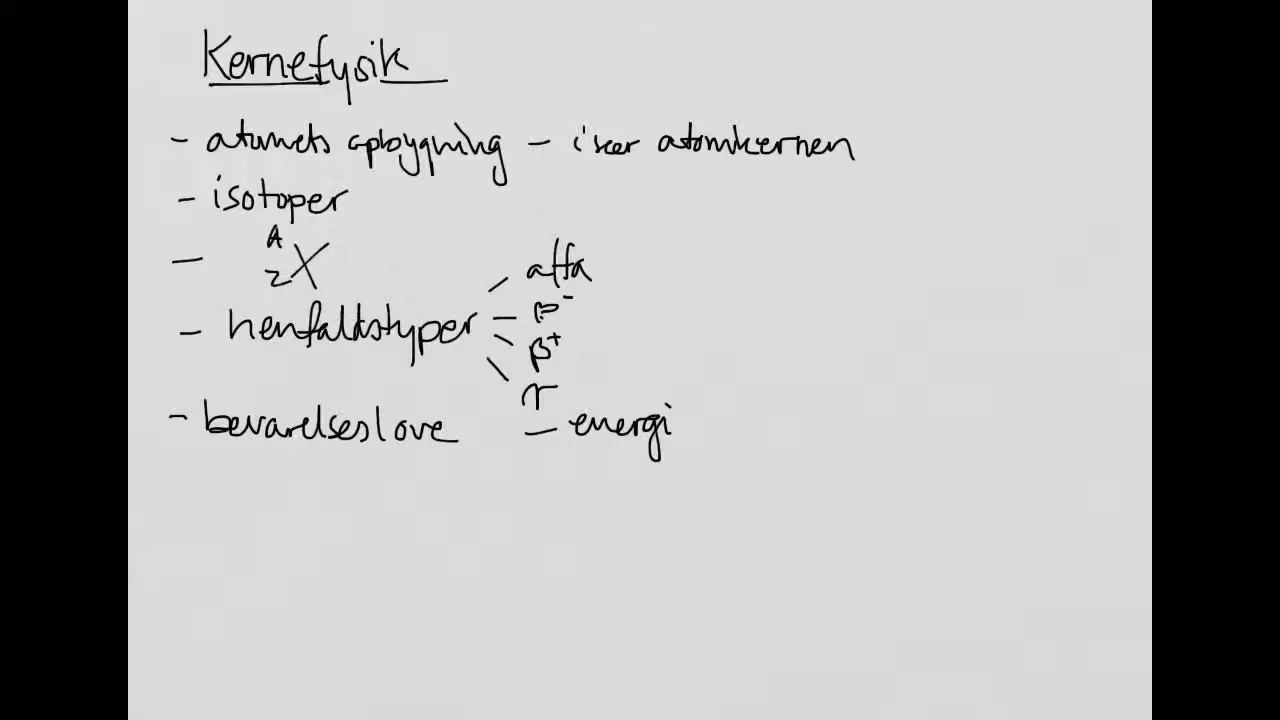 Kernefysik
- atomets opbygning - især atomkernen
- isotoper
- A Z X
- henfaldstyper - alfa
- β-
- β+
- γ
- bevarelseslove - energi